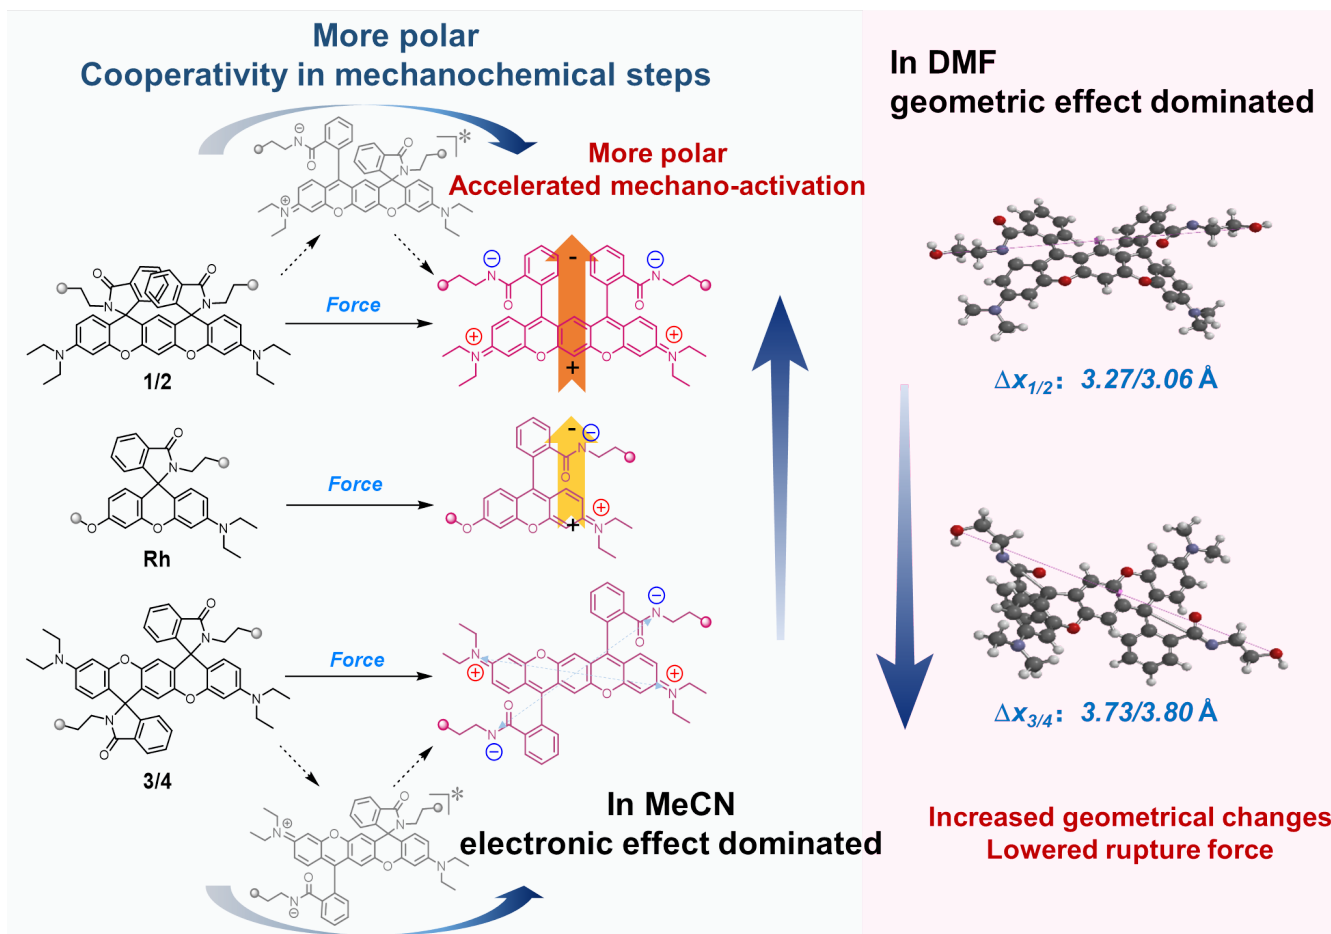 More polar
Cooperativity in mechanochemical steps
In DMF
geometric effect dominated
More polar
Accelerated mechano-activation
Force
1/2
Δx1/2: 3.27/3.06 Å
Force
Rh
Force
3/4
Δx3/4: 3.73/3.80 Å
In MeCN
electronic effect dominated
Increased geometrical changes
Lowered rupture force